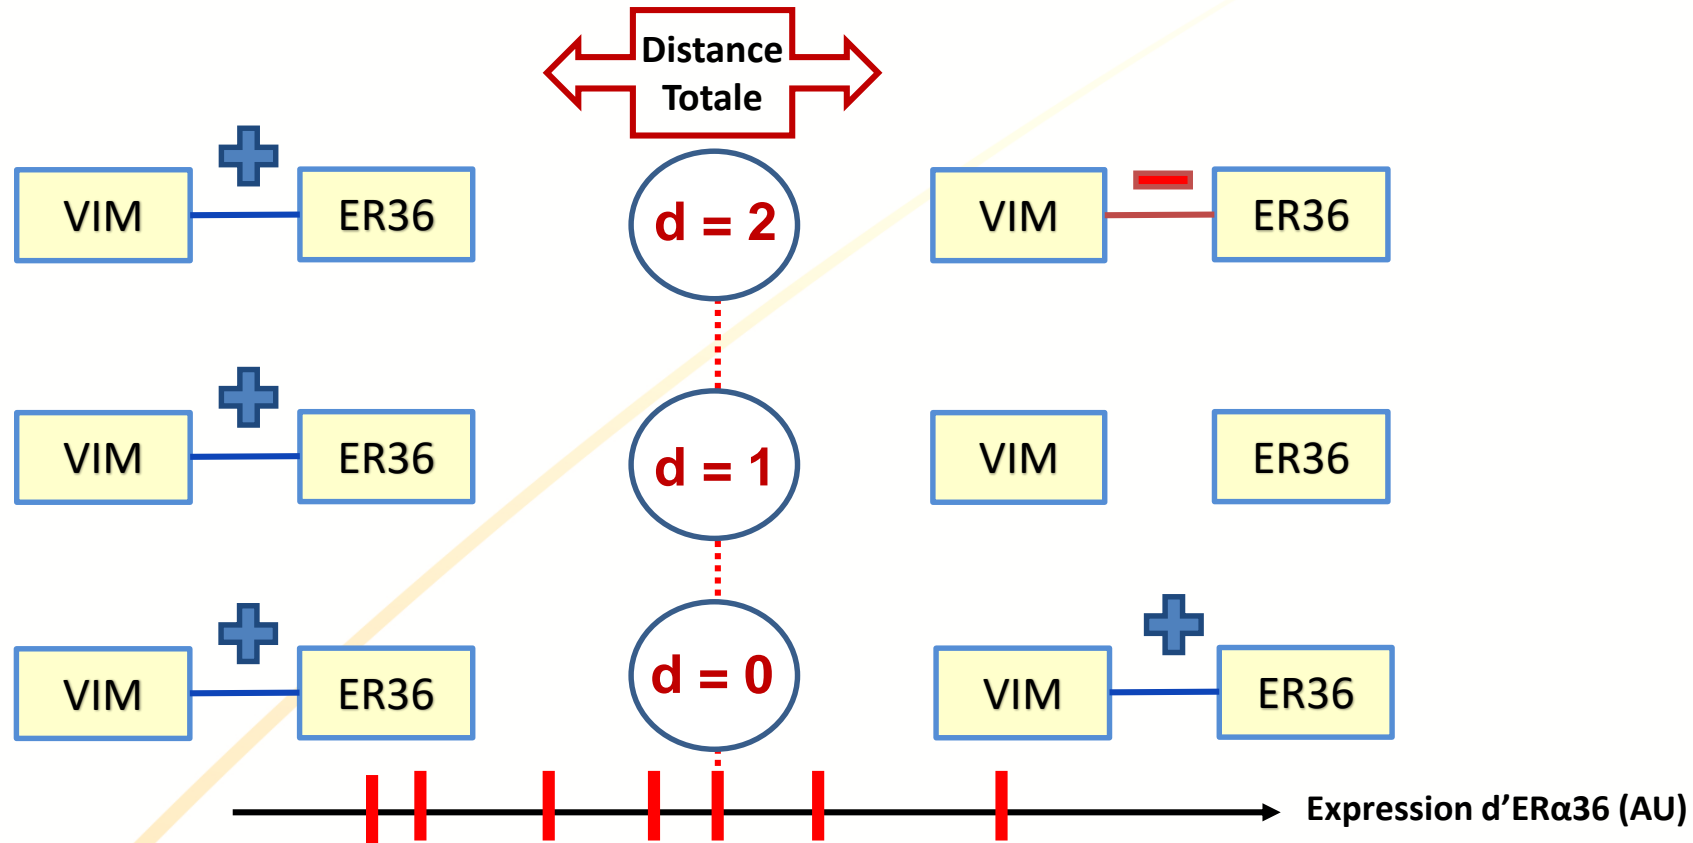 Distance
Totale
VIM
ER36
d = 2
VIM
ER36
VIM
ER36
d = 1
VIM
ER36
VIM
ER36
d = 0
VIM
ER36
Expression d’ERα36 (AU)